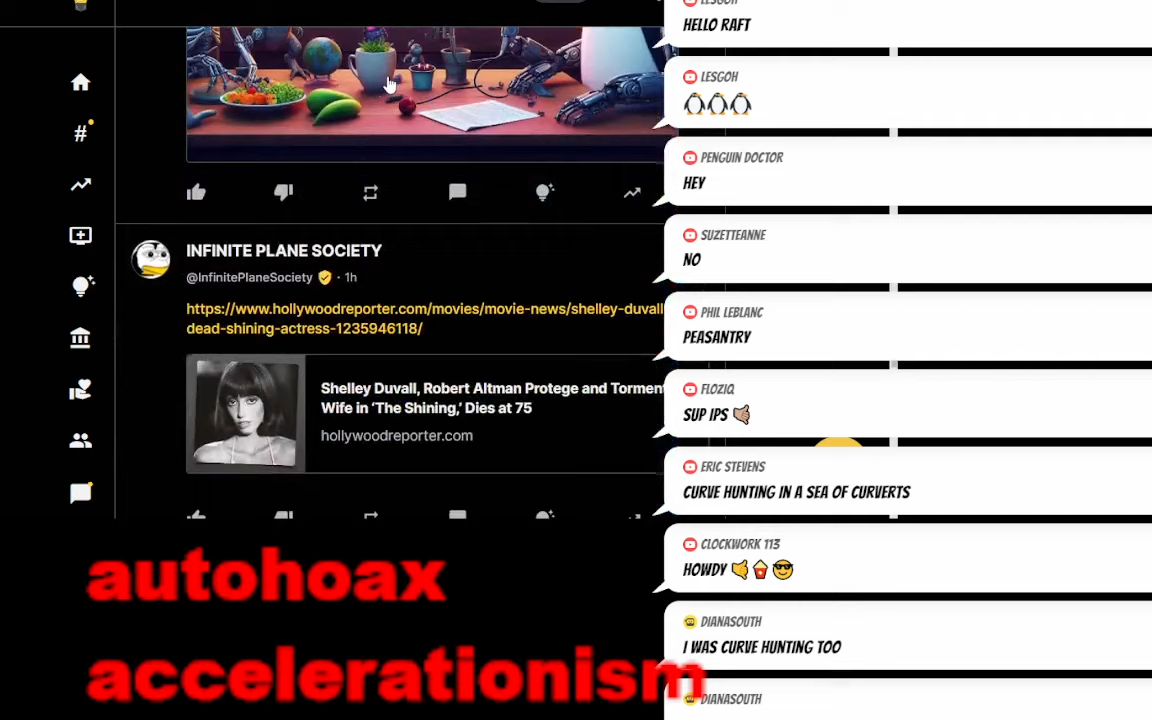 INFINITE PLANE SOCIETY
@InfinitePlaneSociety · 1h
https://www.hollywoodreporter.com/movies/movie-news/shelley-duvall
dead-shining-actress-1235946118/
Shelley Duvall, Robert Altman Protege and Torment
Wife in ‘The Shining,’ Dies at 75
hollywoodreporter.com
autohoax
accelerationism
LESGOH
HELLO RAFT
LESGOH
🐧🐧🐧
PENGUIN DOCTOR
HEY
SUZETTEANNE
NO
PHIL LEBLANC
PEASANTRY
FLOZIQ
SUP IPS 🤙🏼
ERIC STEVENS
CURVE HUNTING IN A SEA OF CURVERTS
CLOCKWORK 113
HOWDY 🤙🍿😎
DIANASOUTH
I WAS CURVE HUNTING TOO
DIANASOUTH